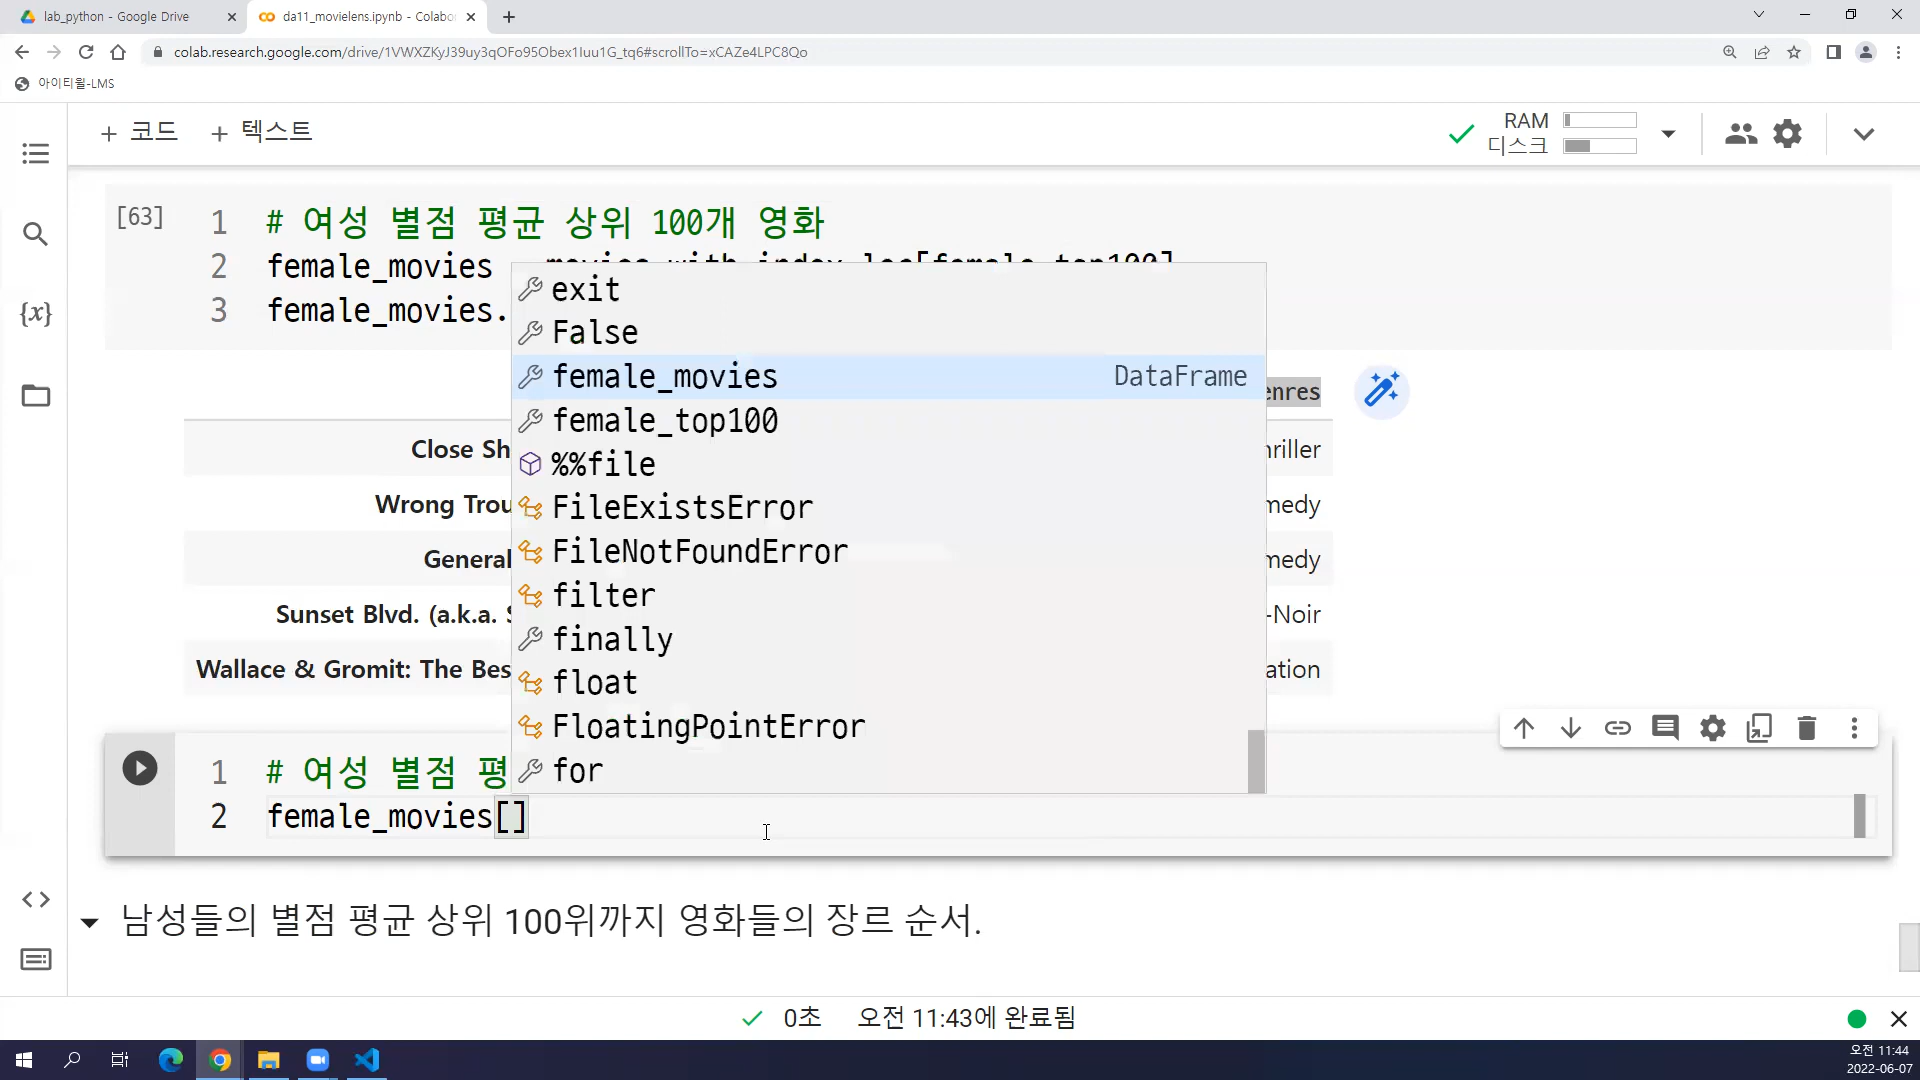 lab_python - Google Drive
da11_movielens.ipynb - Colabo
colab.research.google.com/drive/1VWXZKyJ39uy3qOFo95Obex1Iuu1G_tq6#scrollTo=xCAZe4LPC8Qo
아이티윌-LMS
+ 코드 + 텍스트
RAM
디스크
[63]
1 # 여성 별점 평균 상위 100개 영화
2 female_movies = movies_with_index.loc[female_top100]
3 female_movies.
exit
False
female_movies DataFrame
enres
female_top100
Close Sh
%%file
hriller
Wrong Trou
FileExistsError
medy
General
FileNotFoundError
medy
filter
Sunset Blvd. (a.k.a. S
-Noir
finally
Wallace & Gromit: The Bes
float
ation
FloatingPointError
for
1 # 여성 별점 평
2 female_movies[]
남성들의 별점 평균 상위 100위까지 영화들의 장르 순서.
0초 오전 11:43에 완료됨
오전 11:44
2022-06-07